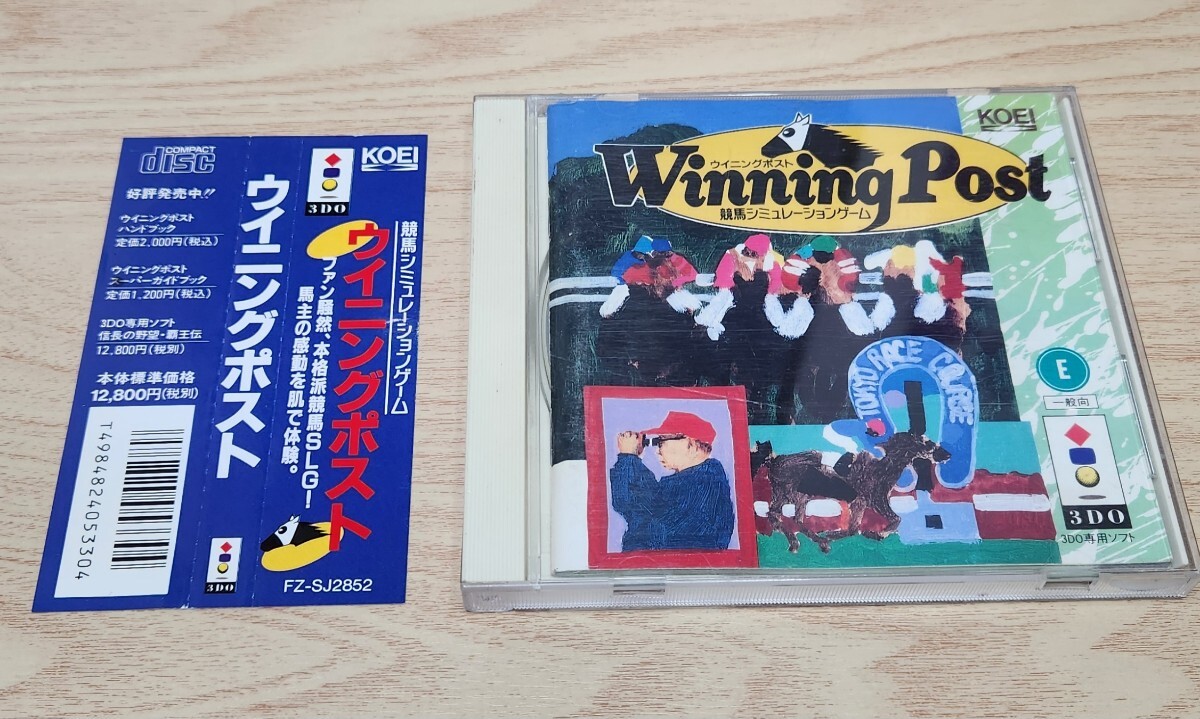 COMPACT
disc
好評発売中!!
ウイニングポスト
ハンドブック
定価2,000円(税込)
ウイニングポスト
スーパーガイドブック
定価1,200円(税込)
3DO専用ソフト
信長の野望・覇王伝
12,800円(税別)
本体標準価格
12,800円(税別)
T4984824053304
ウイニングポスト
3DO
3DO
KOEI
競馬シミュレーションゲーム
ウイニングポスト
ファン騒然、本格派競馬SLG!
馬主の感動を肌で体験。
FZ-SJ2852
KOEI
ウイニングポスト
Winning Post
競馬シミュレーションゲーム
TOKYO RACE COURSE
E
一般向
3DO
3DO専用ソフト